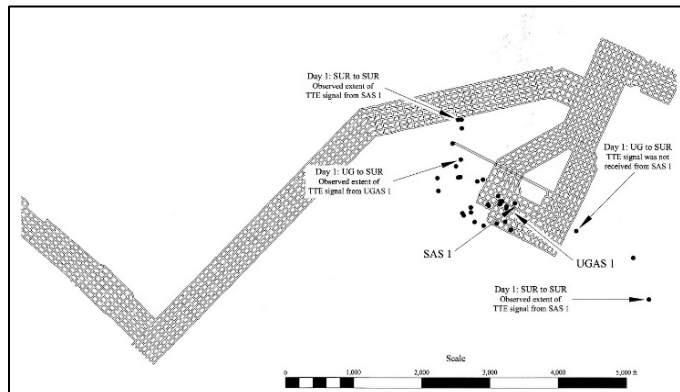 Day 1: SUR to SUR
Observed extent of
TTE signal from SAS 1
Day 1: UG to SUR
TTE signal was not
received from SAS 1
Day 1: UG to SUR
Observed extent of
TTE signal from UGAS 1
SAS 1
UGAS 1
Day 1: SUR to SUR
Observed extent of
TTE signal from SAS 1
Scale
0
1,000
2,000
3,000
4,000
5,000 ft